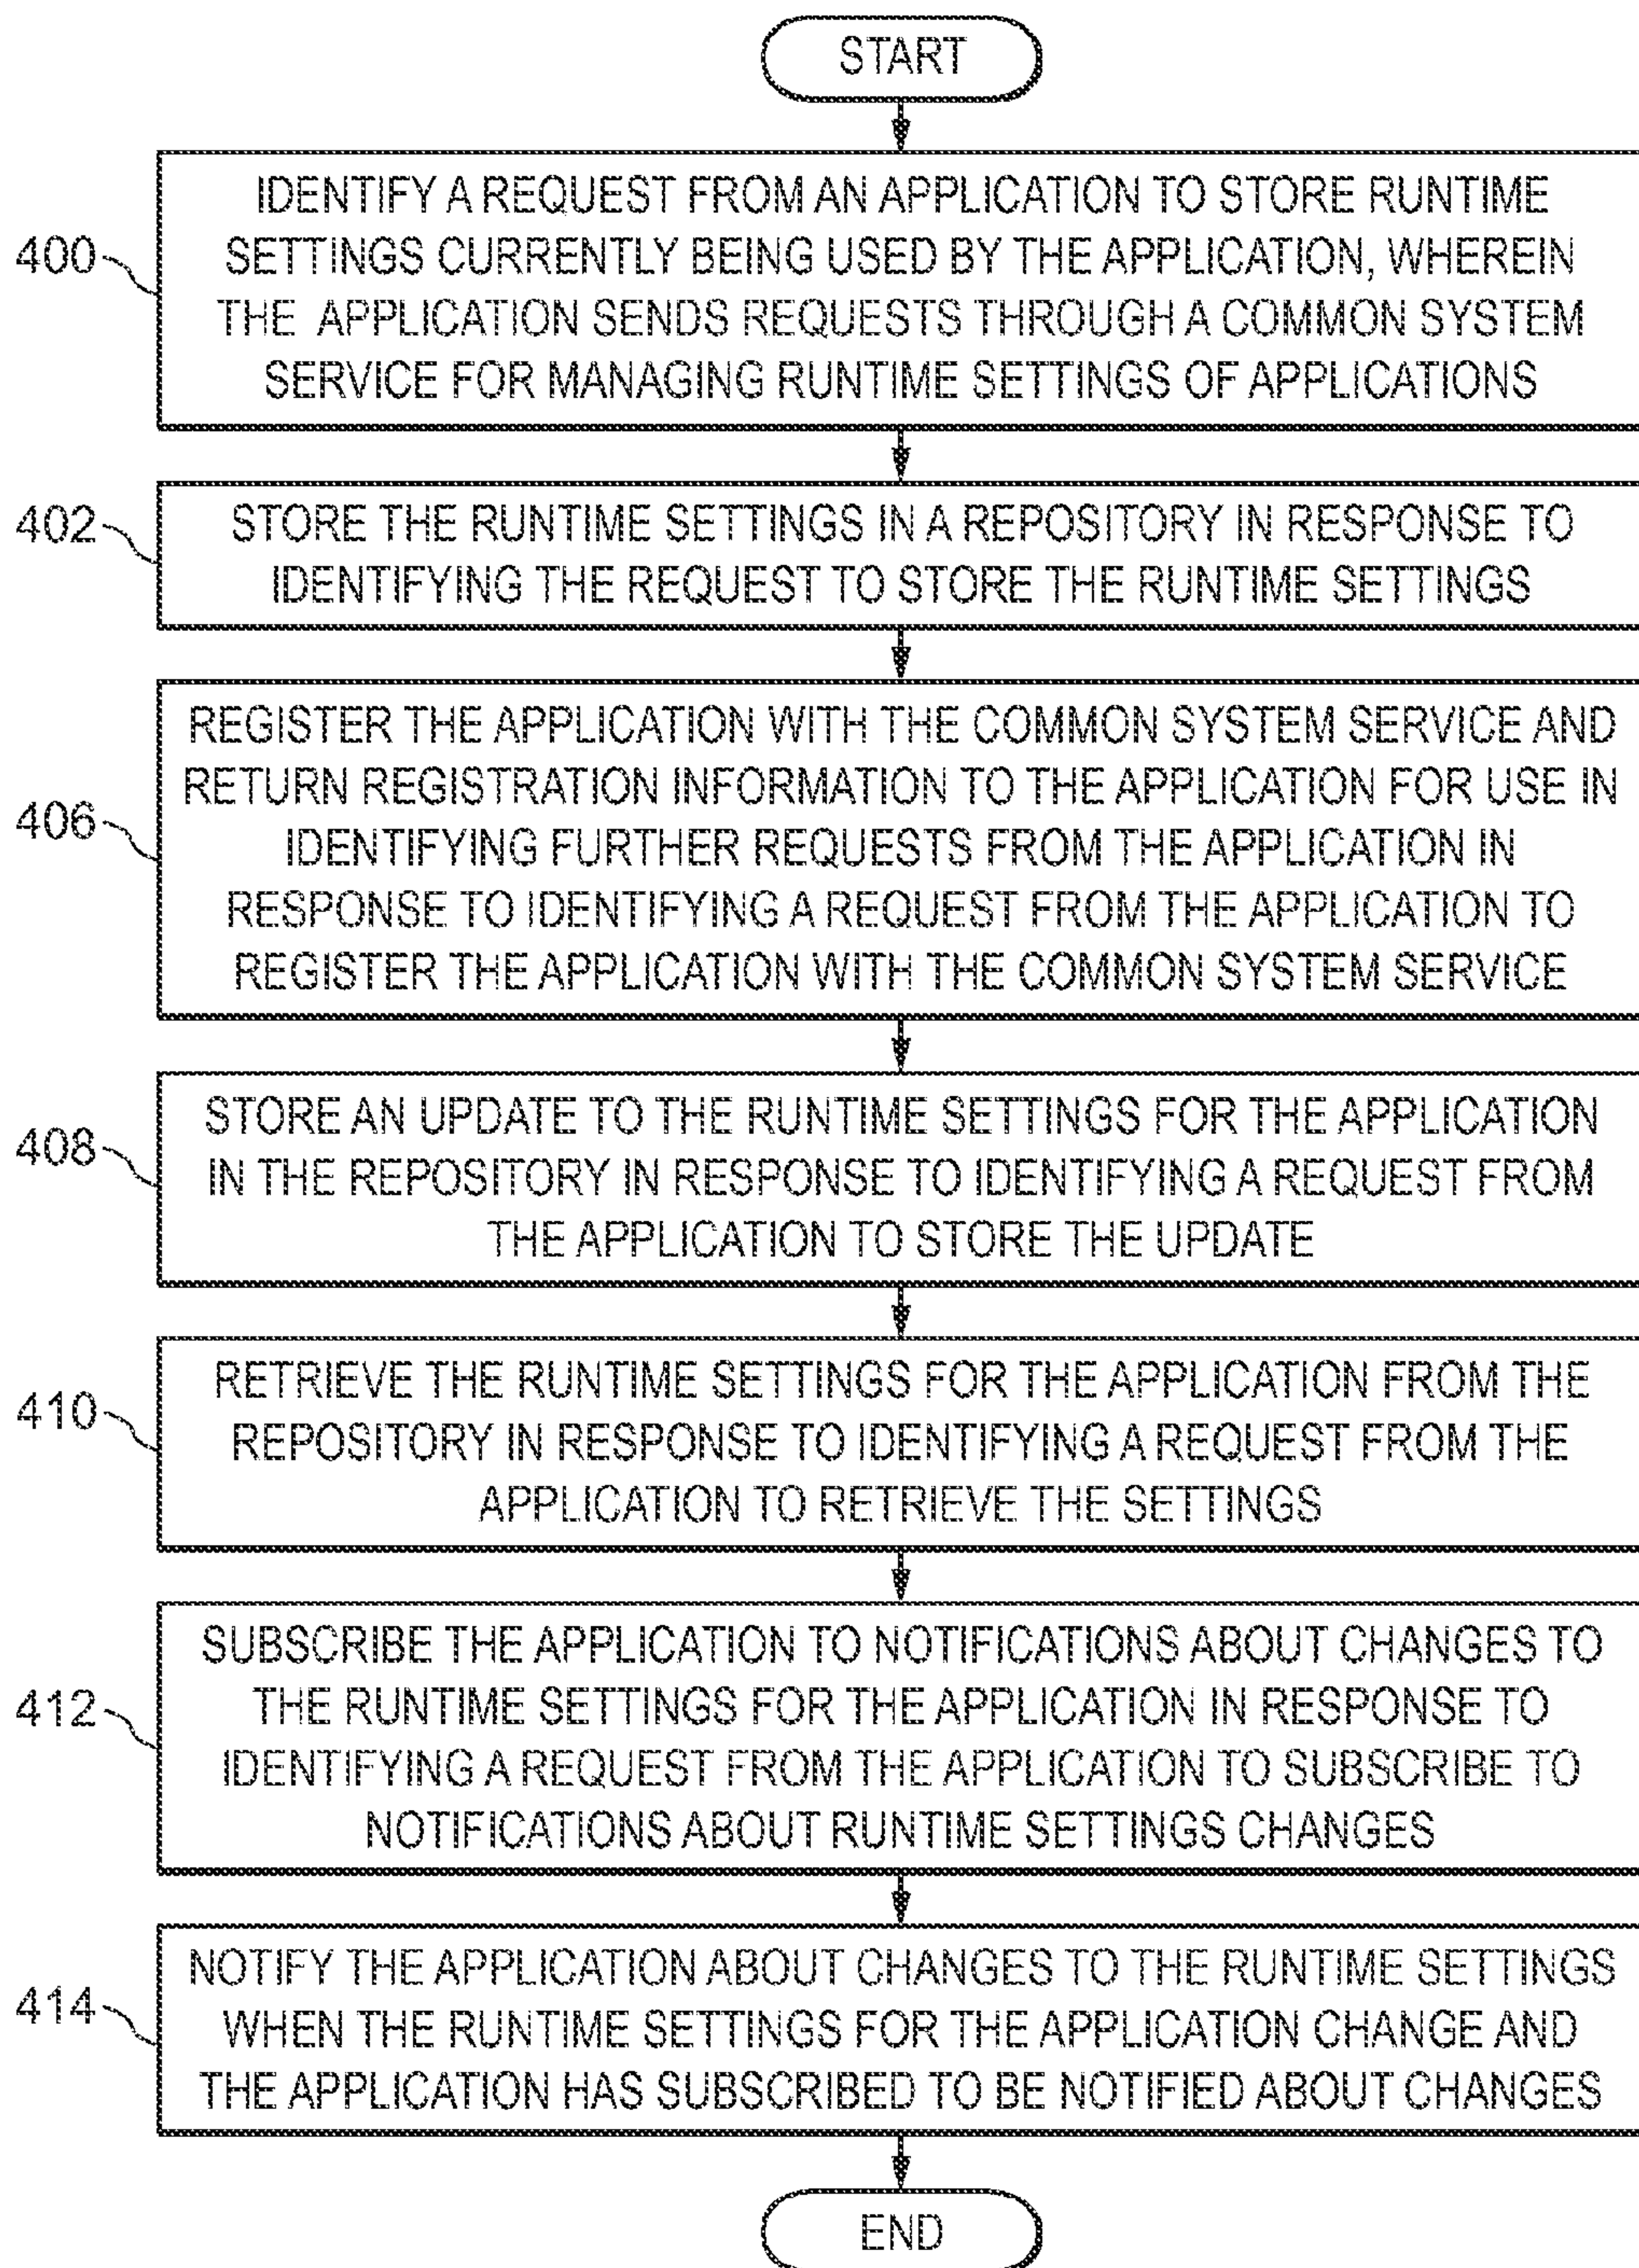 START
400
IDENTIFY A REQUEST FROM AN APPLICATION TO STORE RUNTIME
SETTINGS CURRENTLY BEING USED BY THE APPLICATION, WHEREIN
THE APPLICATION SENDS REQUESTS THROUGH A COMMON SYSTEM
SERVICE FOR MANAGING RUNTIME SETTINGS OF APPLICATIONS
402
STORE THE RUNTIME SETTINGS IN A REPOSITORY IN RESPONSE TO
IDENTIFYING THE REQUEST TO STORE THE RUNTIME SETTINGS
406
REGISTER THE APPLICATION WITH THE COMMON SYSTEM SERVICE AND
RETURN REGISTRATION INFORMATION TO THE APPLICATION FOR USE IN
IDENTIFYING FURTHER REQUESTS FROM THE APPLICATION IN
RESPONSE TO IDENTIFYING A REQUEST FROM THE APPLICATION TO
REGISTER THE APPLICATION WITH THE COMMON SYSTEM SERVICE
408
STORE AN UPDATE TO THE RUNTIME SETTINGS FOR THE APPLICATION
IN THE REPOSITORY IN RESPONSE TO IDENTIFYING A REQUEST FROM
THE APPLICATION TO STORE THE UPDATE
410
RETRIEVE THE RUNTIME SETTINGS FOR THE APPLICATION FROM THE
REPOSITORY IN RESPONSE TO IDENTIFYING A REQUEST FROM THE
APPLICATION TO RETRIEVE THE SETTINGS
412
SUBSCRIBE THE APPLICATION TO NOTIFICATIONS ABOUT CHANGES TO
THE RUNTIME SETTINGS FOR THE APPLICATION IN RESPONSE TO
IDENTIFYING A REQUEST FROM THE APPLICATION TO SUBSCRIBE TO
NOTIFICATIONS ABOUT RUNTIME SETTINGS CHANGES
414
NOTIFY THE APPLICATION ABOUT CHANGES TO THE RUNTIME SETTINGS
WHEN THE RUNTIME SETTINGS FOR THE APPLICATION CHANGE AND
THE APPLICATION HAS SUBSCRIBED TO BE NOTIFIED ABOUT CHANGES
END